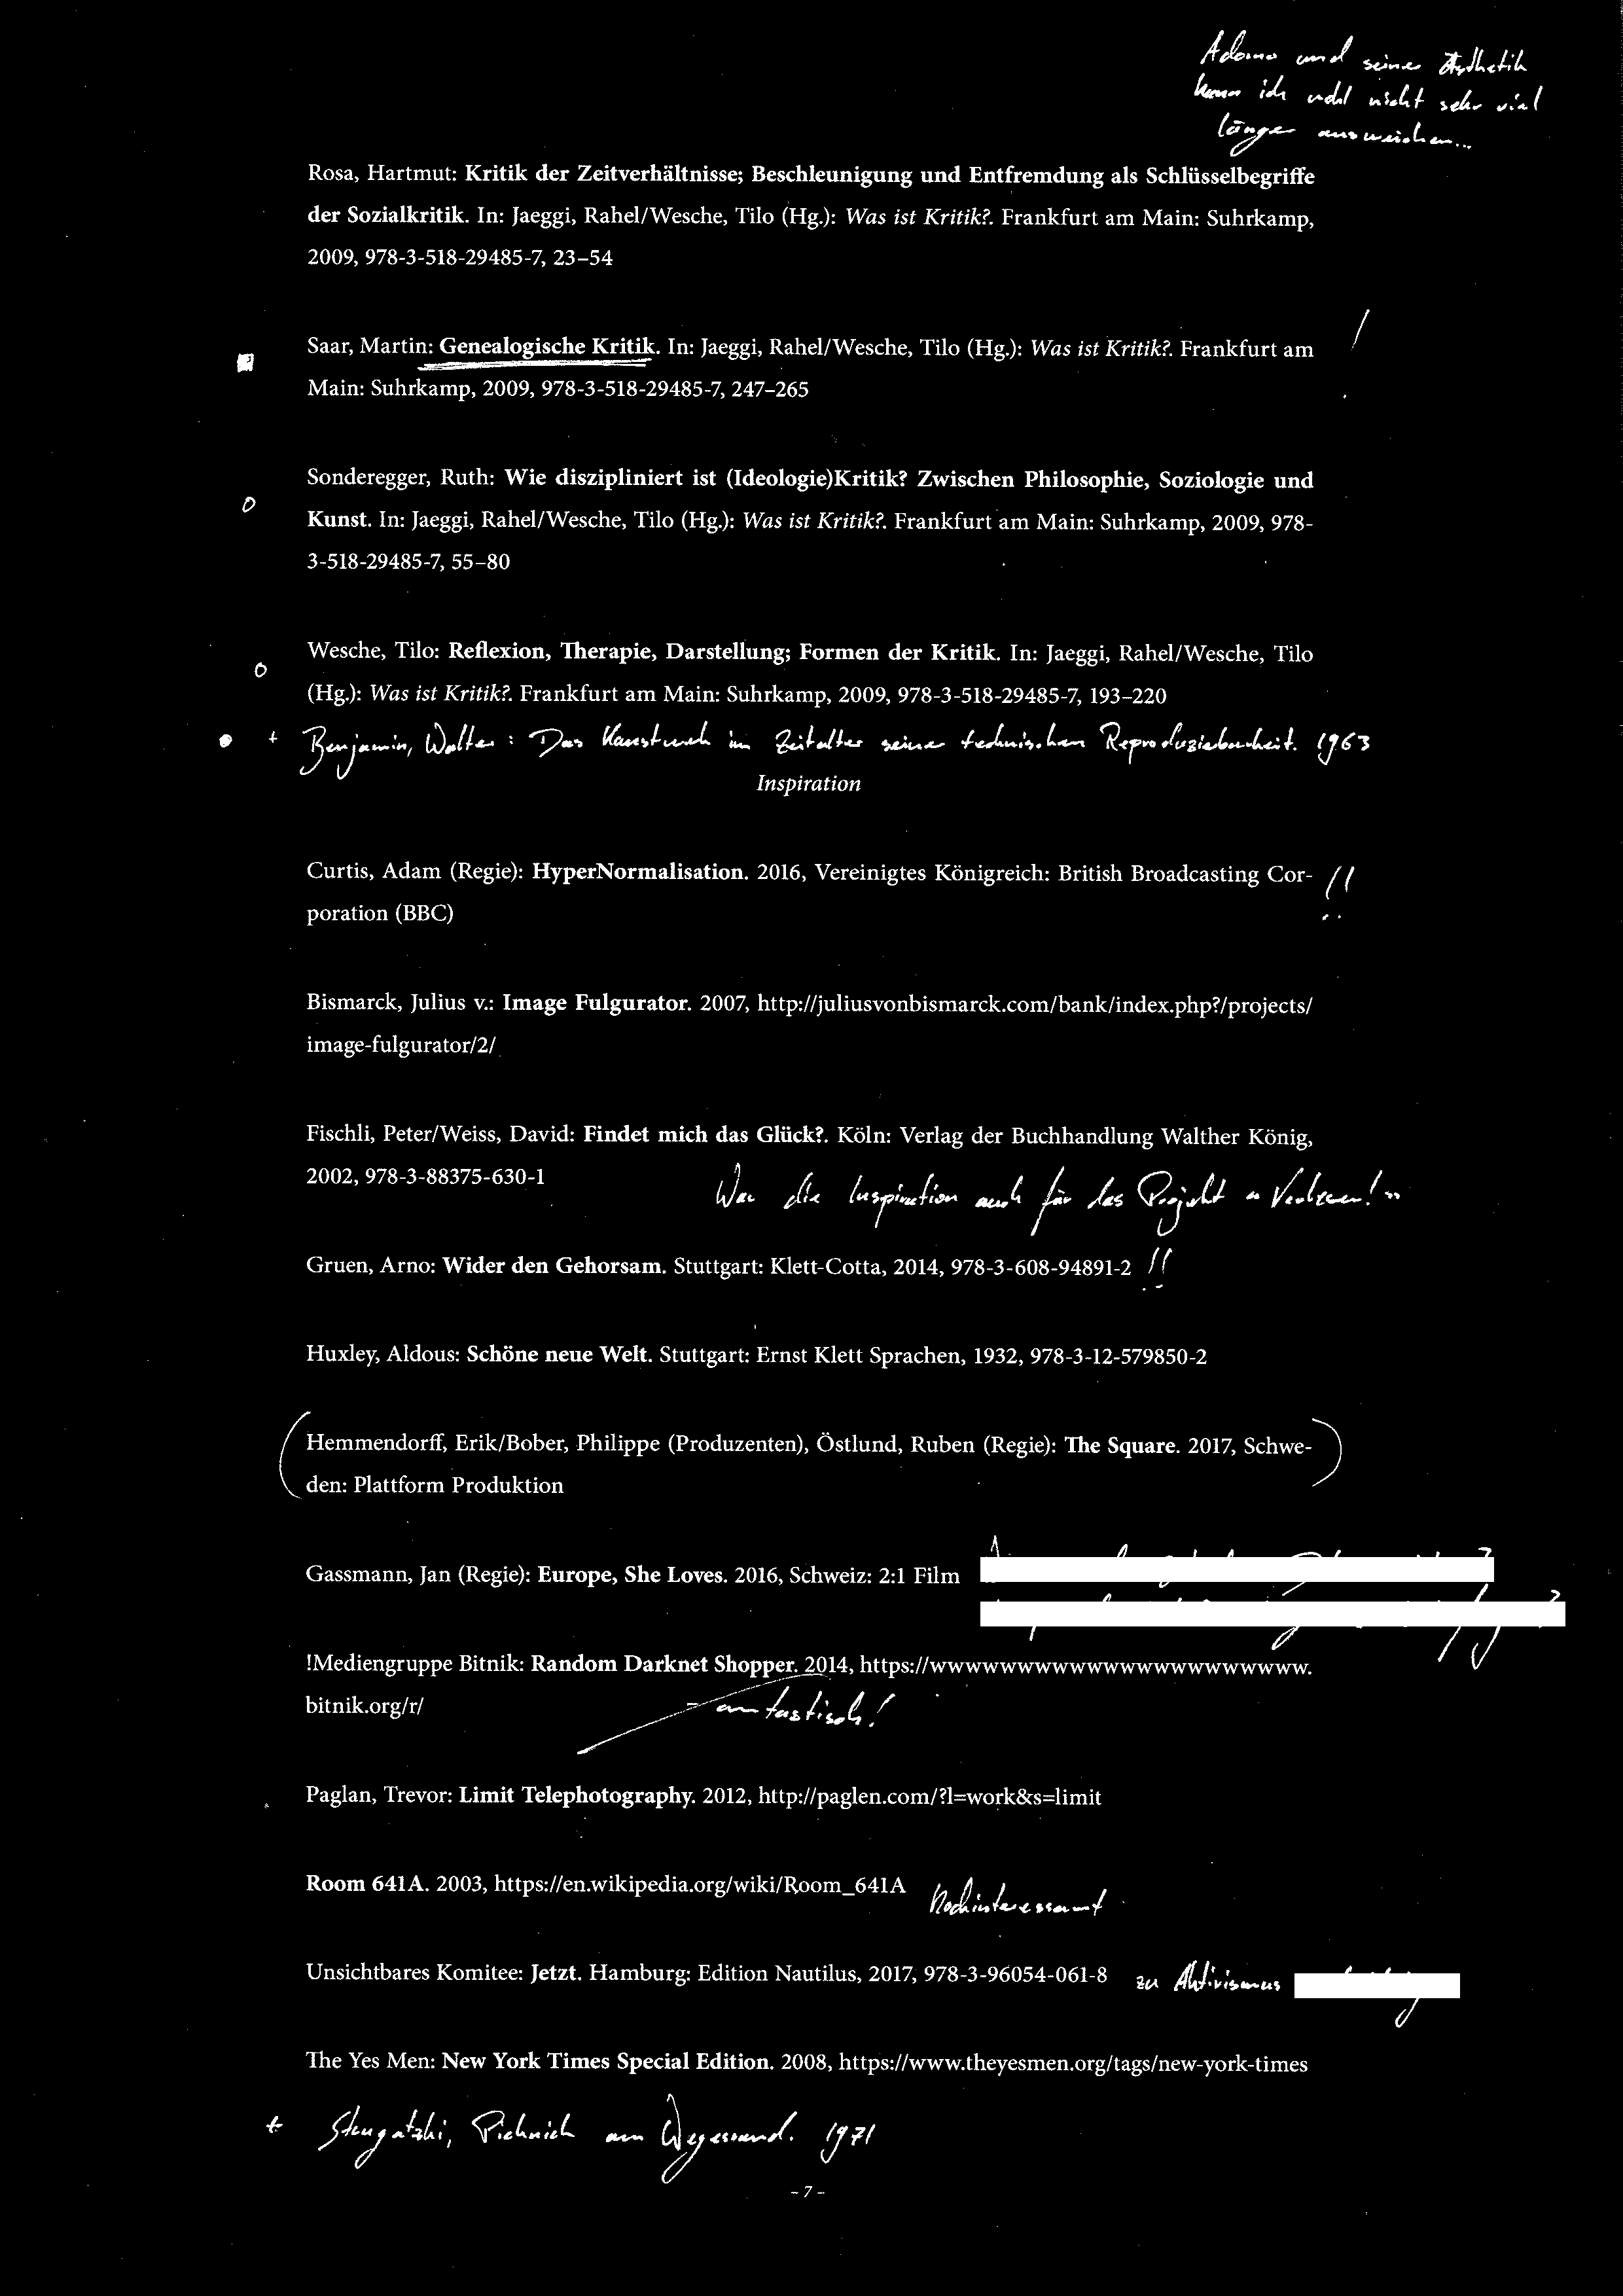 Adorno und seiner Ästhetik
kann ich wohl nicht sehr viel
länger ausweichen...
Rosa, Hartmut: Kritik der Zeitverhältnisse; Beschleunigung und Entfremdung als Schlüsselbegriffe
der Sozialkritik. In: Jaeggi, Rahel/Wesche, Tilo (Hg.): Was ist Kritik?. Frankfurt am Main: Suhrkamp,
2009, 978-3-518-29485-7, 23–54
Saar, Martin: Genealogische Kritik. In: Jaeggi, Rahel/Wesche, Tilo (Hg.): Was ist Kritik?. Frankfurt am !
Main: Suhrkamp, 2009, 978-3-518-29485-7, 247–265
Sonderegger, Ruth: Wie diszipliniert ist (Ideologie)Kritik? Zwischen Philosophie, Soziologie und
Kunst. In: Jaeggi, Rahel/Wesche, Tilo (Hg.): Was ist Kritik?. Frankfurt am Main: Suhrkamp, 2009, 978-
3-518-29485-7, 55–80
Wesche, Tilo: Reflexion, Therapie, Darstellung; Formen der Kritik. In: Jaeggi, Rahel/Wesche, Tilo
(Hg.): Was ist Kritik?. Frankfurt am Main: Suhrkamp, 2009, 978-3-518-29485-7, 193–220
+ Benjamin, Walter: Das Kunstwerk im Zeitalter seiner technischen Reproduzierbarkeit. 1963
Inspiration
Curtis, Adam (Regie): HyperNormalisation. 2016, Vereinigtes Königreich: British Broadcasting Cor- !!
poration (BBC)
Bismarck, Julius v.: Image Fulgurator. 2007, http://juliusvonbismarck.com/bank/index.php?/projects/
image-fulgurator/2/
Fischli, Peter/Weiss, David: Findet mich das Glück?. Köln: Verlag der Buchhandlung Walther König,
2002, 978-3-88375-630-1
War die Inspiration auch für das Projekt
Gruen, Arno: Wider den Gehorsam. Stuttgart: Klett-Cotta, 2014, 978-3-608-94891-2 !!
Huxley, Aldous: Schöne neue Welt. Stuttgart: Ernst Klett Sprachen, 1932, 978-3-12-579850-2
(Hemmendorff, Erik/Bober, Philippe (Produzenten), Östlund, Ruben (Regie): The Square. 2017, Schwe-
den: Plattform Produktion)
Gassmann, Jan (Regie): Europe, She Loves. 2016, Schweiz: 2:1 Film
!Mediengruppe Bitnik: Random Darknet Shopper. 2014, https://wwwwwwwwwwwwwwwwwwwwww.
bitnik.org/r/
Fantastisch!
Paglan, Trevor: Limit Telephotography. 2012, http://paglen.com/?l=work&s=limit
Room 641A. 2003, https://en.wikipedia.org/wiki/Room_641A
Hochinteressant
Unsichtbares Komitee: Jetzt. Hamburg: Edition Nautilus, 2017, 978-3-96054-061-8 zu Aktivismus
The Yes Men: New York Times Special Edition. 2008, https://www.theyesmen.org/tags/new-york-times
+ Strugatzki, Picknick am Wegesrand. 1971
– 7 –